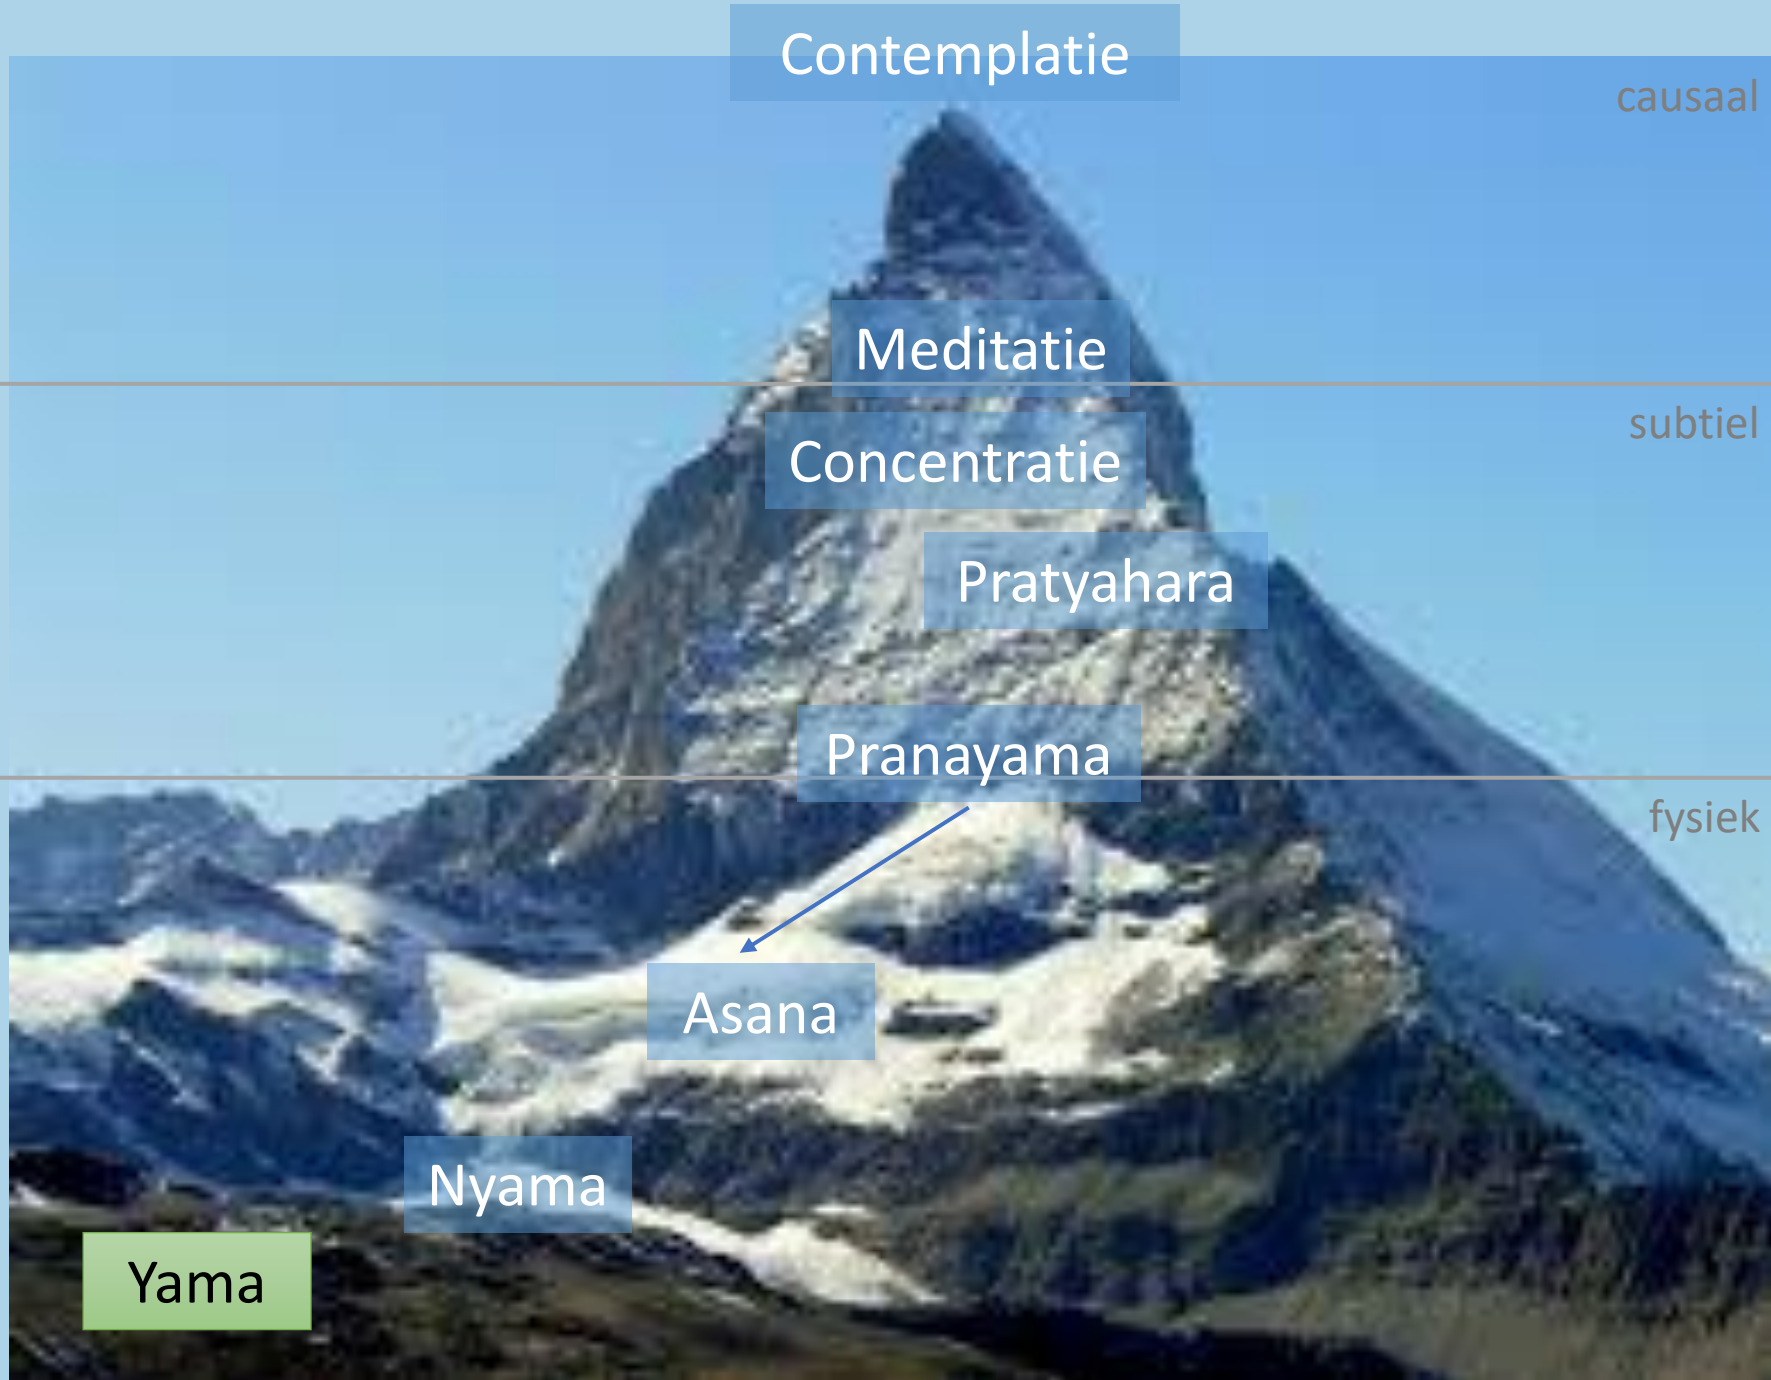 Contemplatie
causaal
Meditatie
subtiel
Concentratie
Pratyahara
Pranayama
fysiek
Asana
Nyama
Yama